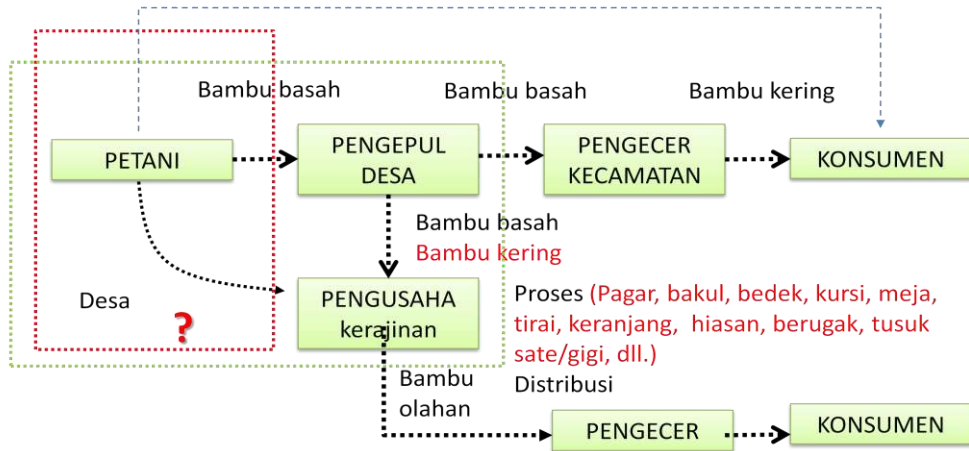 Bambu basah
Bambu basah
Bambu kering
PETANI
PENGEPUL
DESA
PENGECER
KECAMATAN
KONSUMEN
Bambu basah
Bambu kering
Desa
?
PENGUSAHA
kerajinan
Proses (Pagar, bakul, bedek, kursi, meja,
tirai, keranjang, hiasan, berugak, tusuk
sate/gigi, dll.)
Distribusi
Bambu
olahan
PENGECER
KONSUMEN